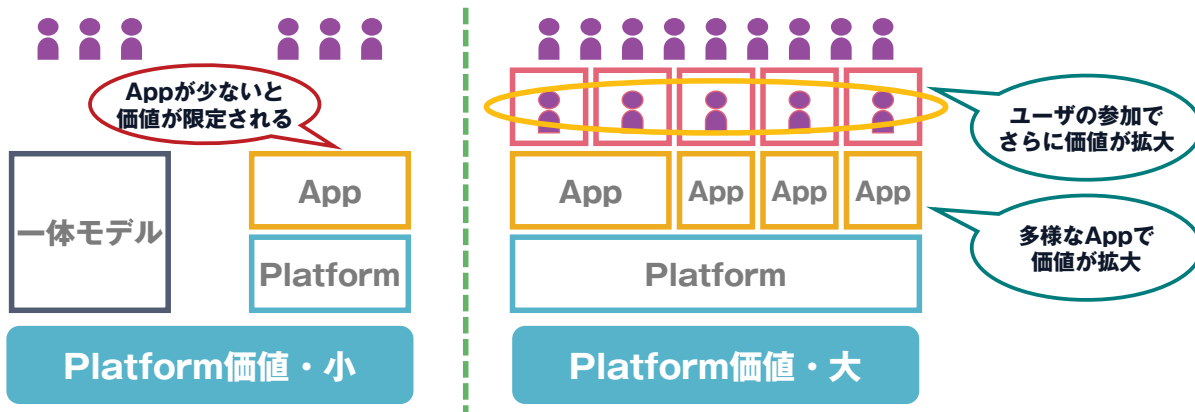 Appが少ないと
価値が限定される
一体モデル
App
Platform
Platform価値・小
ユーザの参加で
さらに価値が拡大
App
App
App
App
多様なAppで
価値が拡大
Platform
Platform価値・大